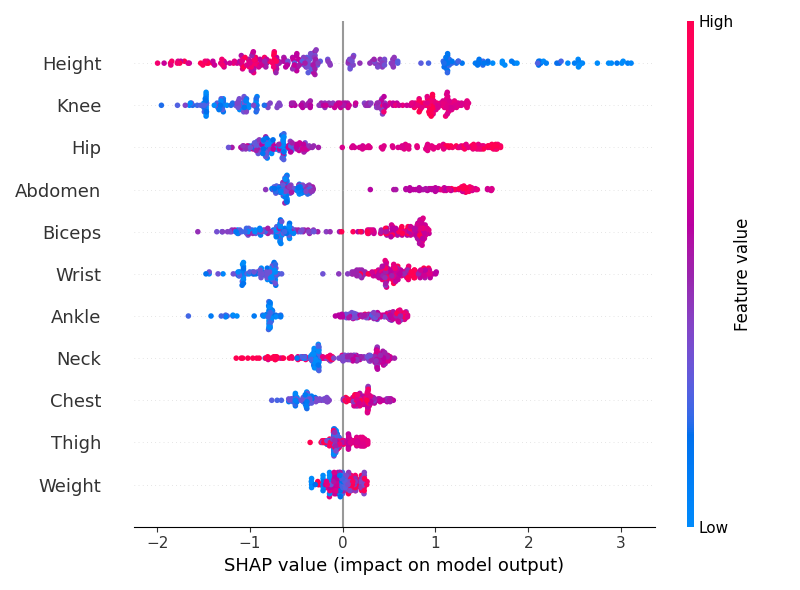 High
Height
Knee
Hip
Abdomen
Biceps
Wrist
Ankle
Neck
Chest
Thigh
Weight
Feature value
Low
−2 −1 0 1 2 3
SHAP value (impact on model output)